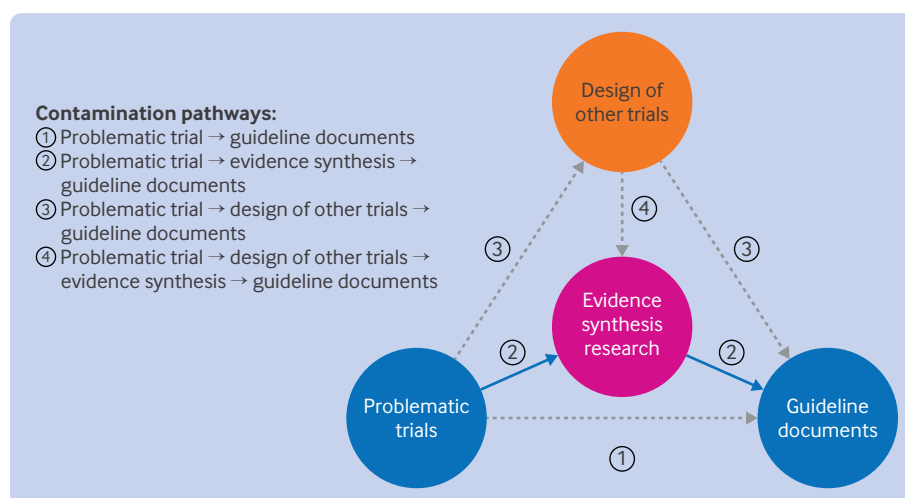 Contamination pathways:
① Problematic trial → guideline documents
② Problematic trial → evidence synthesis →
guideline documents
③ Problematic trial → design of other trials →
guideline documents
④ Problematic trial → design of other trials →
evidence synthesis → guideline documents
Design of
other trials
③
④
③
Evidence
synthesis
research
②
②
Problematic
trials
Guideline
documents
①